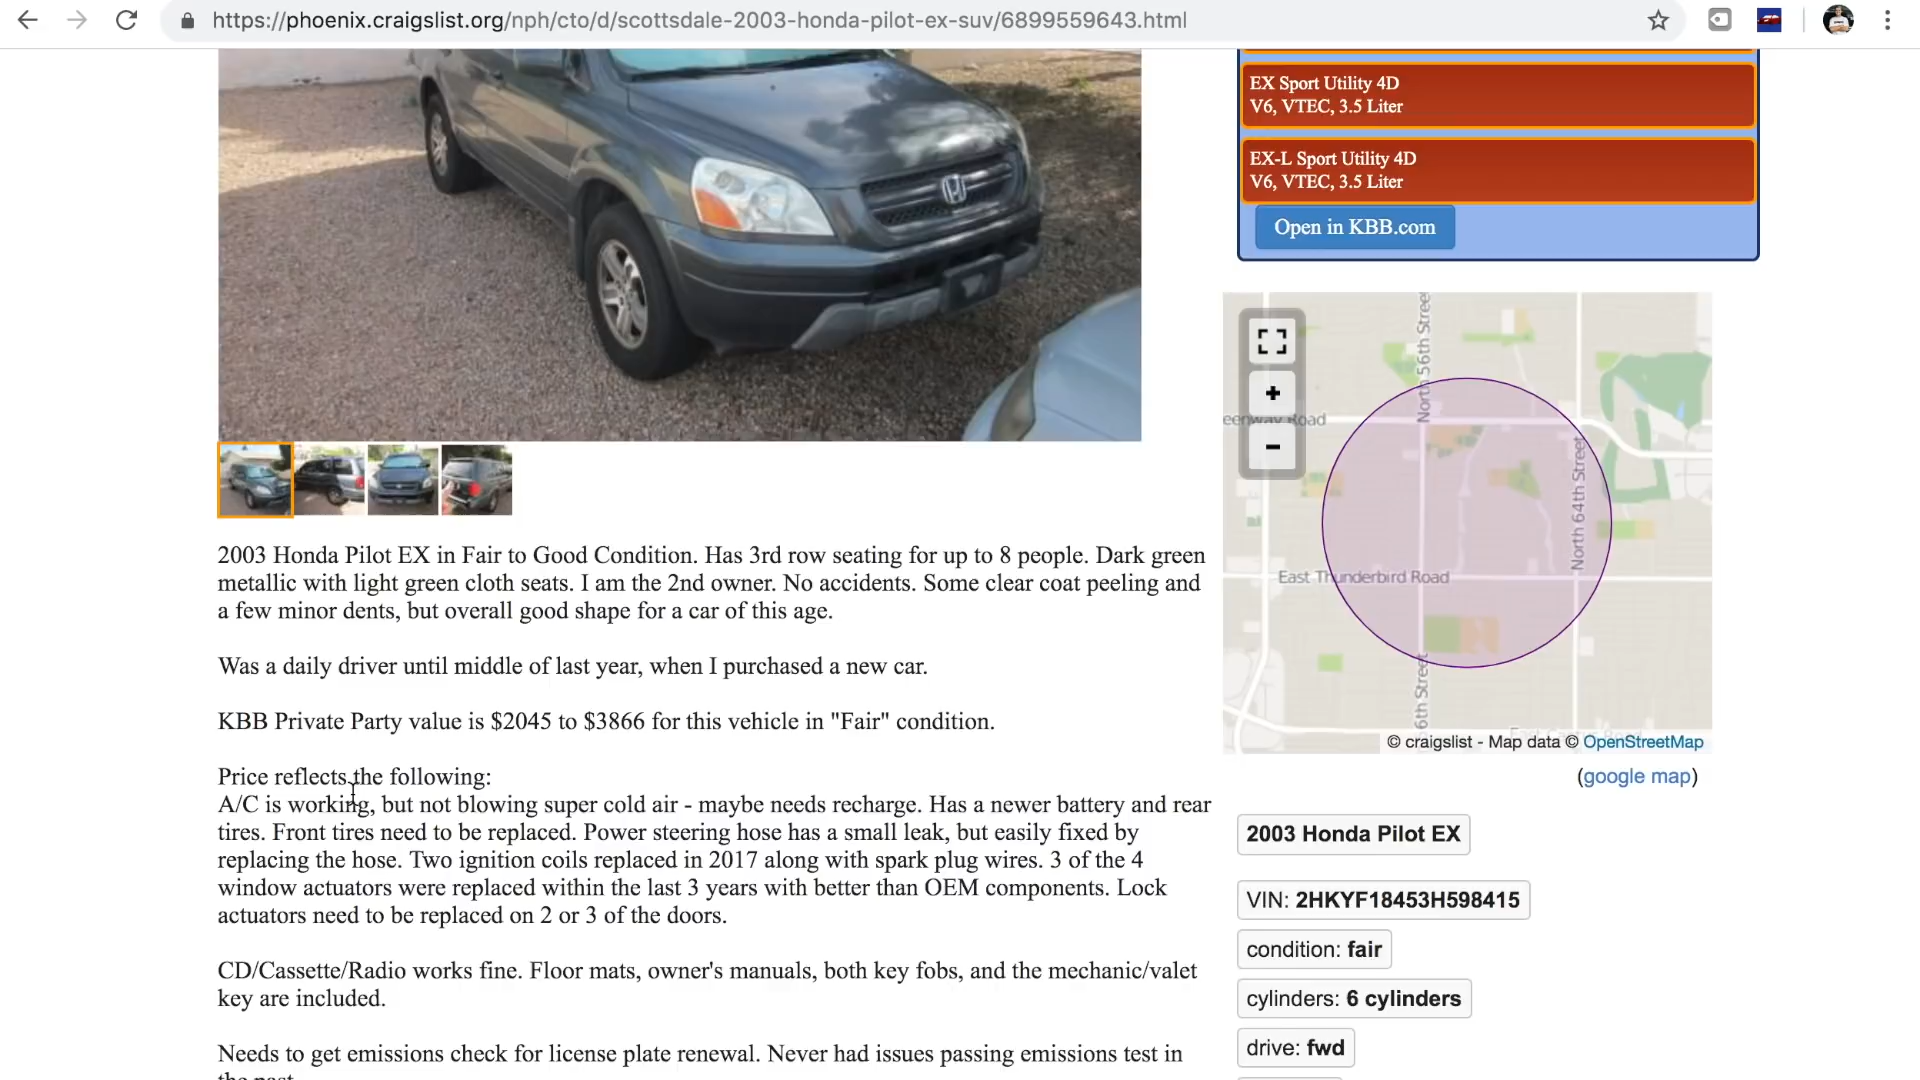 https://phoenix.craigslist.org/nph/cto/d/scottsdale-2003-honda-pilot-ex-suv/6899559643.html
EX Sport Utility 4D
V6, VTEC, 3.5 Liter
EX-L Sport Utility 4D
V6, VTEC, 3.5 Liter
Open in KBB.com
2003 Honda Pilot EX in Fair to Good Condition. Has 3rd row seating for up to 8 people. Dark green
metallic with light green cloth seats. I am the 2nd owner. No accidents. Some clear coat peeling and
a few minor dents, but overall good shape for a car of this age.
Was a daily driver until middle of last year, when I purchased a new car.
KBB Private Party value is $2045 to $3866 for this vehicle in "Fair" condition.
Price reflects the following:
A/C is working, but not blowing super cold air - maybe needs recharge. Has a newer battery and rear
tires. Front tires need to be replaced. Power steering hose has a small leak, but easily fixed by
replacing the hose. Two ignition coils replaced in 2017 along with spark plug wires. 3 of the 4
window actuators were replaced within the last 3 years with better than OEM components. Lock
actuators need to be replaced on 2 or 3 of the doors.
CD/Cassette/Radio works fine. Floor mats, owner's manuals, both key fobs, and the mechanic/valet
key are included.
Needs to get emissions check for license plate renewal. Never had issues passing emissions test in
the past
+
-
North 56th Street
eenway Road
North 64th Street
East Thunderbird Road
6th Street
© craigslist - Map data © OpenStreetMap
(google map)
2003 Honda Pilot EX
VIN: 2HKYF18453H598415
condition: fair
cylinders: 6 cylinders
drive: fwd